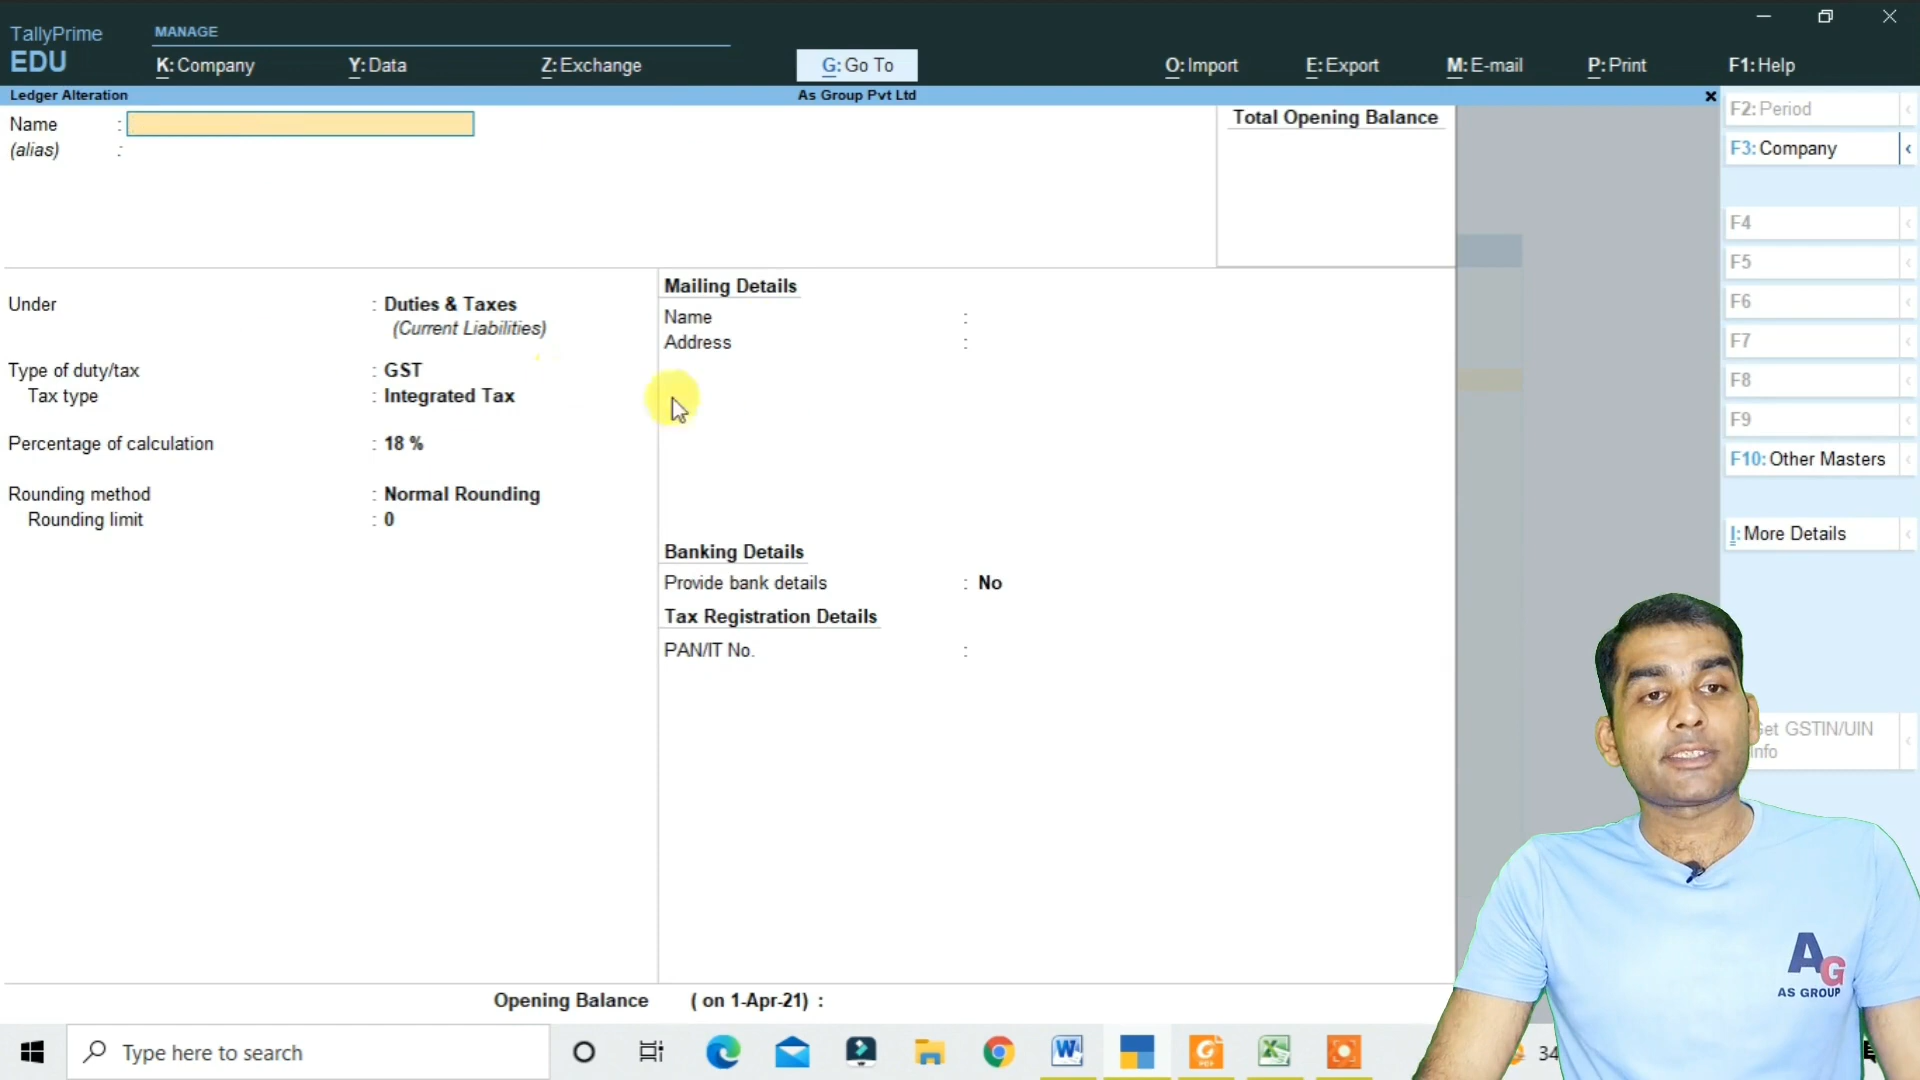 TallyPrime
EDU
MANAGE
K: Company
Y: Data
Z: Exchange
G: Go To
O: Import
E: Export
M: E-mail
P: Print
F1: Help
Ledger Alteration
As Group Pvt Ltd
Name :
(alias) :
Total Opening Balance
Under : Duties & Taxes
(Current Liabilities)
Type of duty/tax : GST
Tax type : Integrated Tax
Percentage of calculation : 18 %
Rounding method : Normal Rounding
Rounding limit : 0
Mailing Details
Name :
Address :
Banking Details
Provide bank details : No
Tax Registration Details
PAN/IT No. :
Opening Balance ( on 1-Apr-21) :
F2: Period
F3: Company
F4
F5
F6
F7
F8
F9
F10: Other Masters
I: More Details
GSTIN/UIN
AG
AS GROUP
Type here to search
34